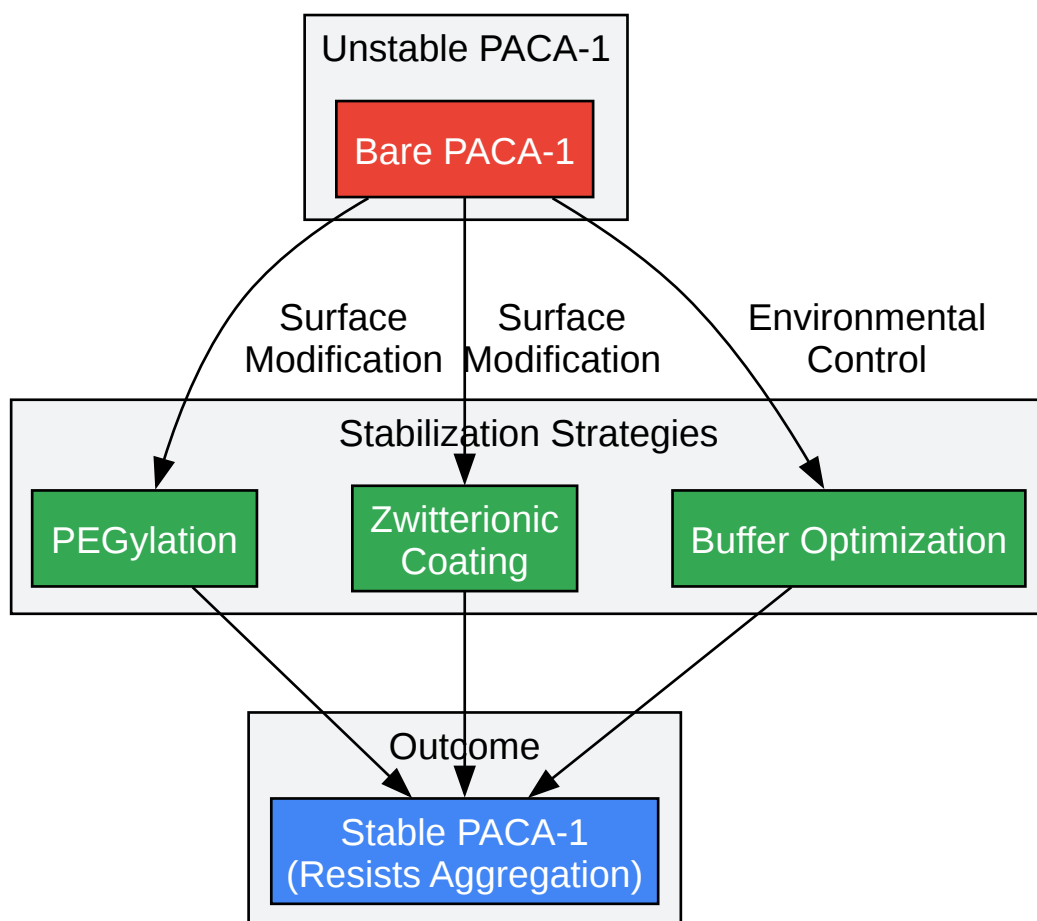 Unstable PACA-1
Bare PACA-1
Surface
Modification
Surface
Modification
Environmental
Control
Stabilization Strategies
PEGylation
Zwitterionic
Coating
Buffer Optimization
Outcome
Stable PACA-1
(Resists Aggregation)